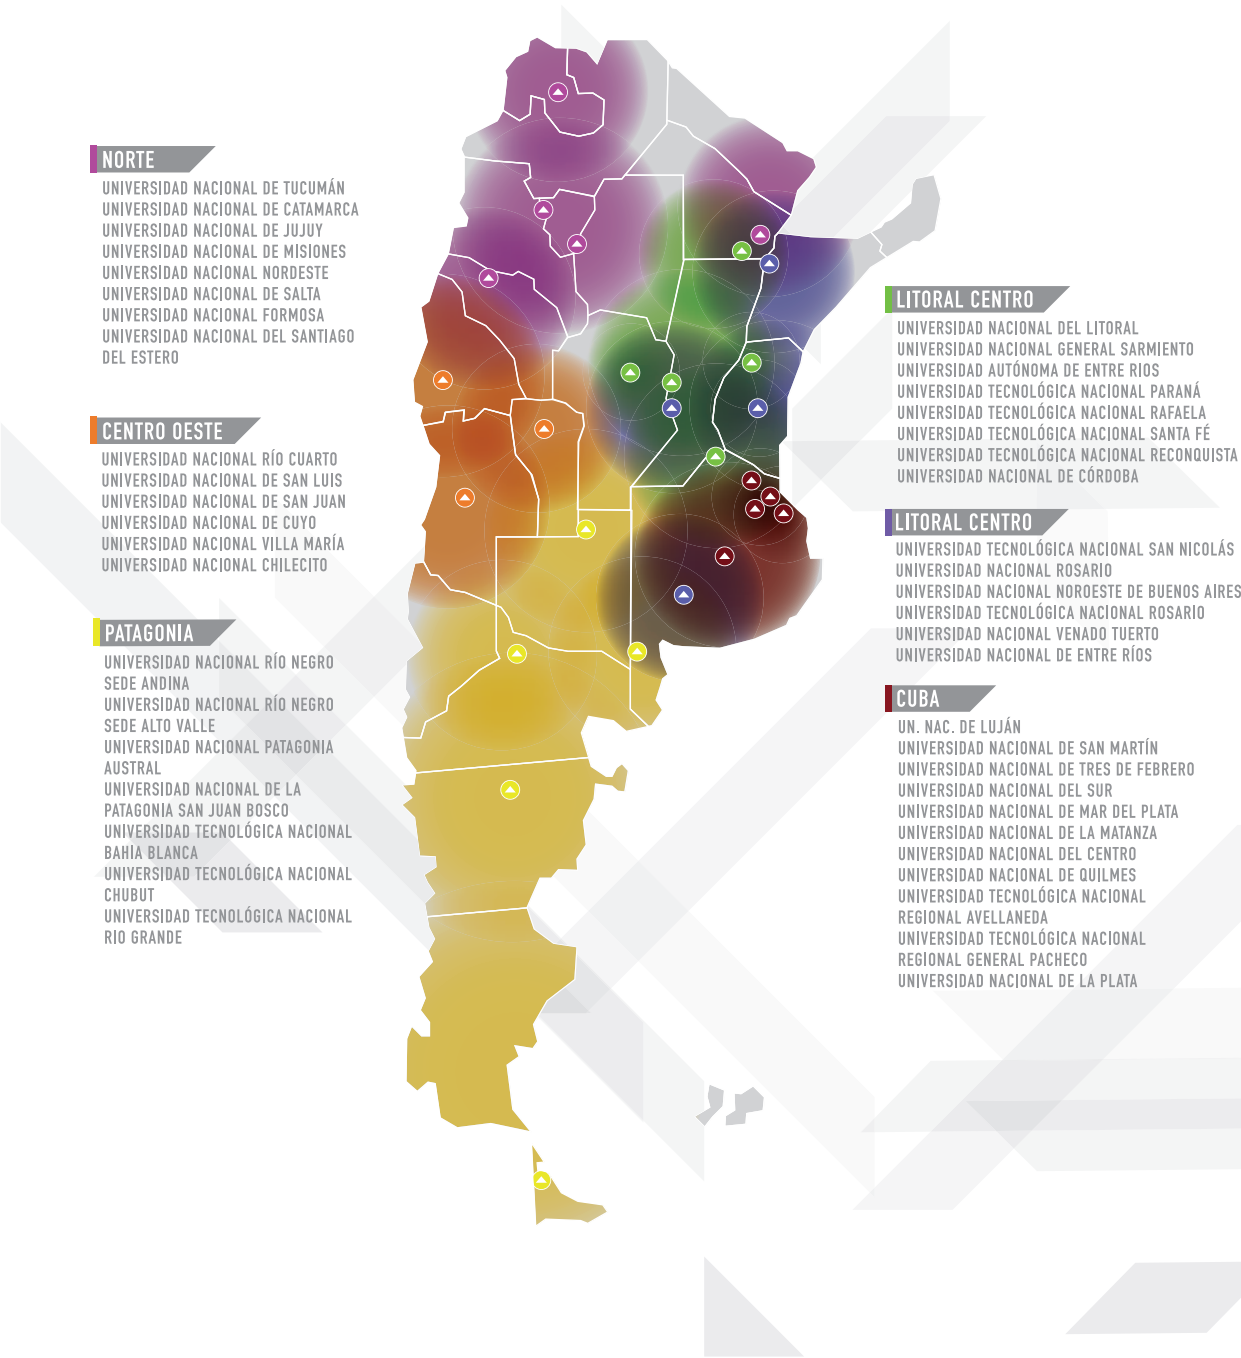 NORTE
UNIVERSIDAD NACIONAL DE TUCUMÁN
UNIVERSIDAD NACIONAL DE CATAMARCA
UNIVERSIDAD NACIONAL DE JUJUY
UNIVERSIDAD NACIONAL DE MISIONES
UNIVERSIDAD NACIONAL NORDESTE
UNIVERSIDAD NACIONAL DE SALTA
UNIVERSIDAD NACIONAL FORMOSA
UNIVERSIDAD NACIONAL DEL SANTIAGO
DEL ESTERO
CENTRO OESTE
UNIVERSIDAD NACIONAL RÍO CUARTO
UNIVERSIDAD NACIONAL DE SAN LUIS
UNIVERSIDAD NACIONAL DE SAN JUAN
UNIVERSIDAD NACIONAL DE CUYO
UNIVERSIDAD NACIONAL VILLA MARÍA
UNIVERSIDAD NACIONAL CHILECITO
PATAGONIA
UNIVERSIDAD NACIONAL RÍO NEGRO
SEDE ANDINA
UNIVERSIDAD NACIONAL RÍO NEGRO
SEDE ALTO VALLE
UNIVERSIDAD NACIONAL PATAGONIA
AUSTRAL
UNIVERSIDAD NACIONAL DE LA
PATAGONIA SAN JUAN BOSCO
UNIVERSIDAD TECNOLÓGICA NACIONAL
BAHÍA BLANCA
UNIVERSIDAD TECNOLÓGICA NACIONAL
CHUBUT
UNIVERSIDAD TECNOLÓGICA NACIONAL
RIO GRANDE
LITORAL CENTRO
UNIVERSIDAD NACIONAL DEL LITORAL
UNIVERSIDAD NACIONAL GENERAL SARMIENTO
UNIVERSIDAD AUTÓNOMA DE ENTRE RIOS
UNIVERSIDAD TECNOLÓGICA NACIONAL PARANÁ
UNIVERSIDAD TECNOLÓGICA NACIONAL RAFAELA
UNIVERSIDAD TECNOLÓGICA NACIONAL SANTA FÉ
UNIVERSIDAD TECNOLÓGICA NACIONAL RECONQUISTA
UNIVERSIDAD NACIONAL DE CÓRDOBA
LITORAL CENTRO
UNIVERSIDAD TECNOLÓGICA NACIONAL SAN NICOLÁS
UNIVERSIDAD NACIONAL ROSARIO
UNIVERSIDAD NACIONAL NOROESTE DE BUENOS AIRES
UNIVERSIDAD TECNOLÓGICA NACIONAL ROSARIO
UNIVERSIDAD NACIONAL VENADO TUERTO
UNIVERSIDAD NACIONAL DE ENTRE RÍOS
CUBA
UN. NAC. DE LUJÁN
UNIVERSIDAD NACIONAL DE SAN MARTÍN
UNIVERSIDAD NACIONAL DE TRES DE FEBRERO
UNIVERSIDAD NACIONAL DEL SUR
UNIVERSIDAD NACIONAL DE MAR DEL PLATA
UNIVERSIDAD NACIONAL DE LA MATANZA
UNIVERSIDAD NACIONAL DEL CENTRO
UNIVERSIDAD NACIONAL DE QUILMES
UNIVERSIDAD TECNOLÓGICA NACIONAL
REGIONAL AVELLANEDA
UNIVERSIDAD TECNOLÓGICA NACIONAL
REGIONAL GENERAL PACHECO
UNIVERSIDAD NACIONAL DE LA PLATA